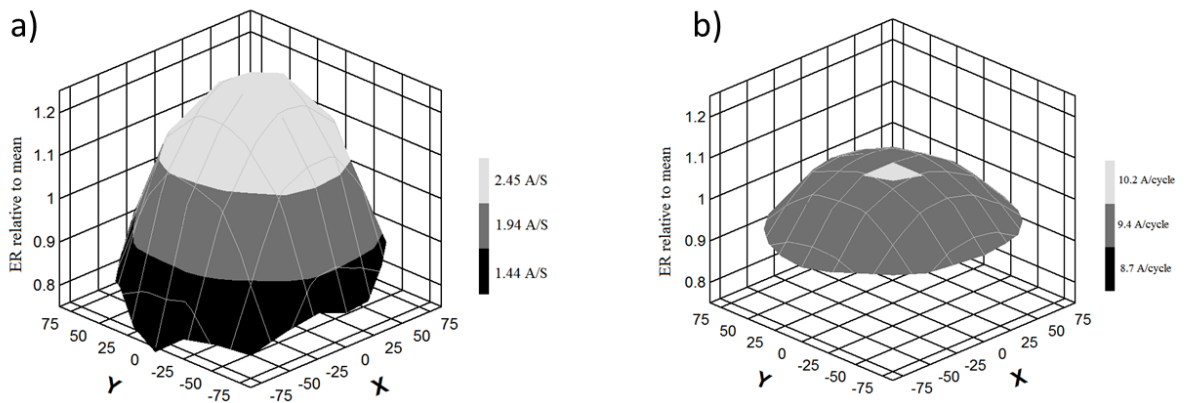 a)
1.2
1.1
1
0.9
0.8
ER relative to mean
75
50
25
0
-25
-50
-75
Y
-75
-50
-25
0
25
50
75
X
2.45 A/S
1.94 A/S
1.44 A/S
b)
1.2
1.1
1
0.9
0.8
ER relative to mean
75
50
25
0
-25
-50
-75
Y
-75
-50
-25
0
25
50
75
X
10.2 A/cycle
9.4 A/cycle
8.7 A/cycle